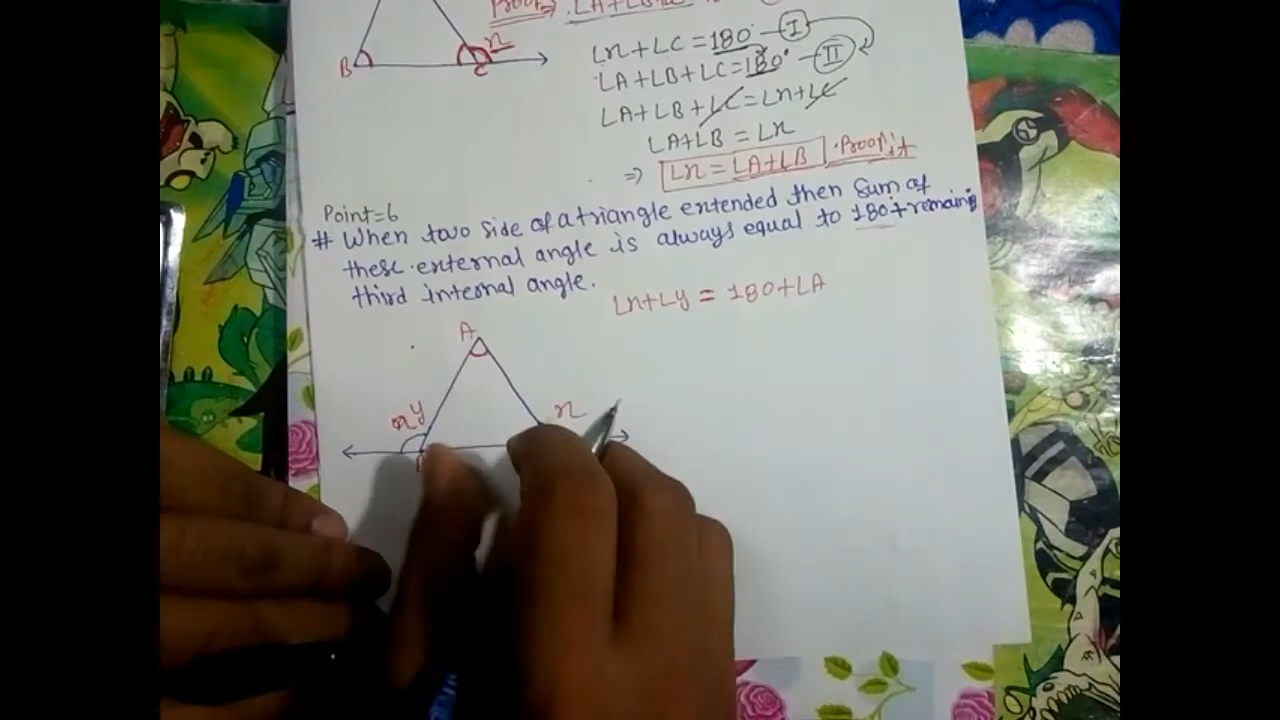 Proof⇒ ∠A+∠B
B
x
C
∠x+∠C = 180° — I
∠A+∠B+∠C=180° — II
∠A+∠B+∠C=∠x+∠C
∠A+∠B = ∠x
⇒ ∠x = ∠A+∠B . Proof it
Point=6
# When two side of a triangle extended then sum of
these external angle is always equal to 180+remaining
third internal angle.
∠x+∠y = 180+∠A
A
y
x